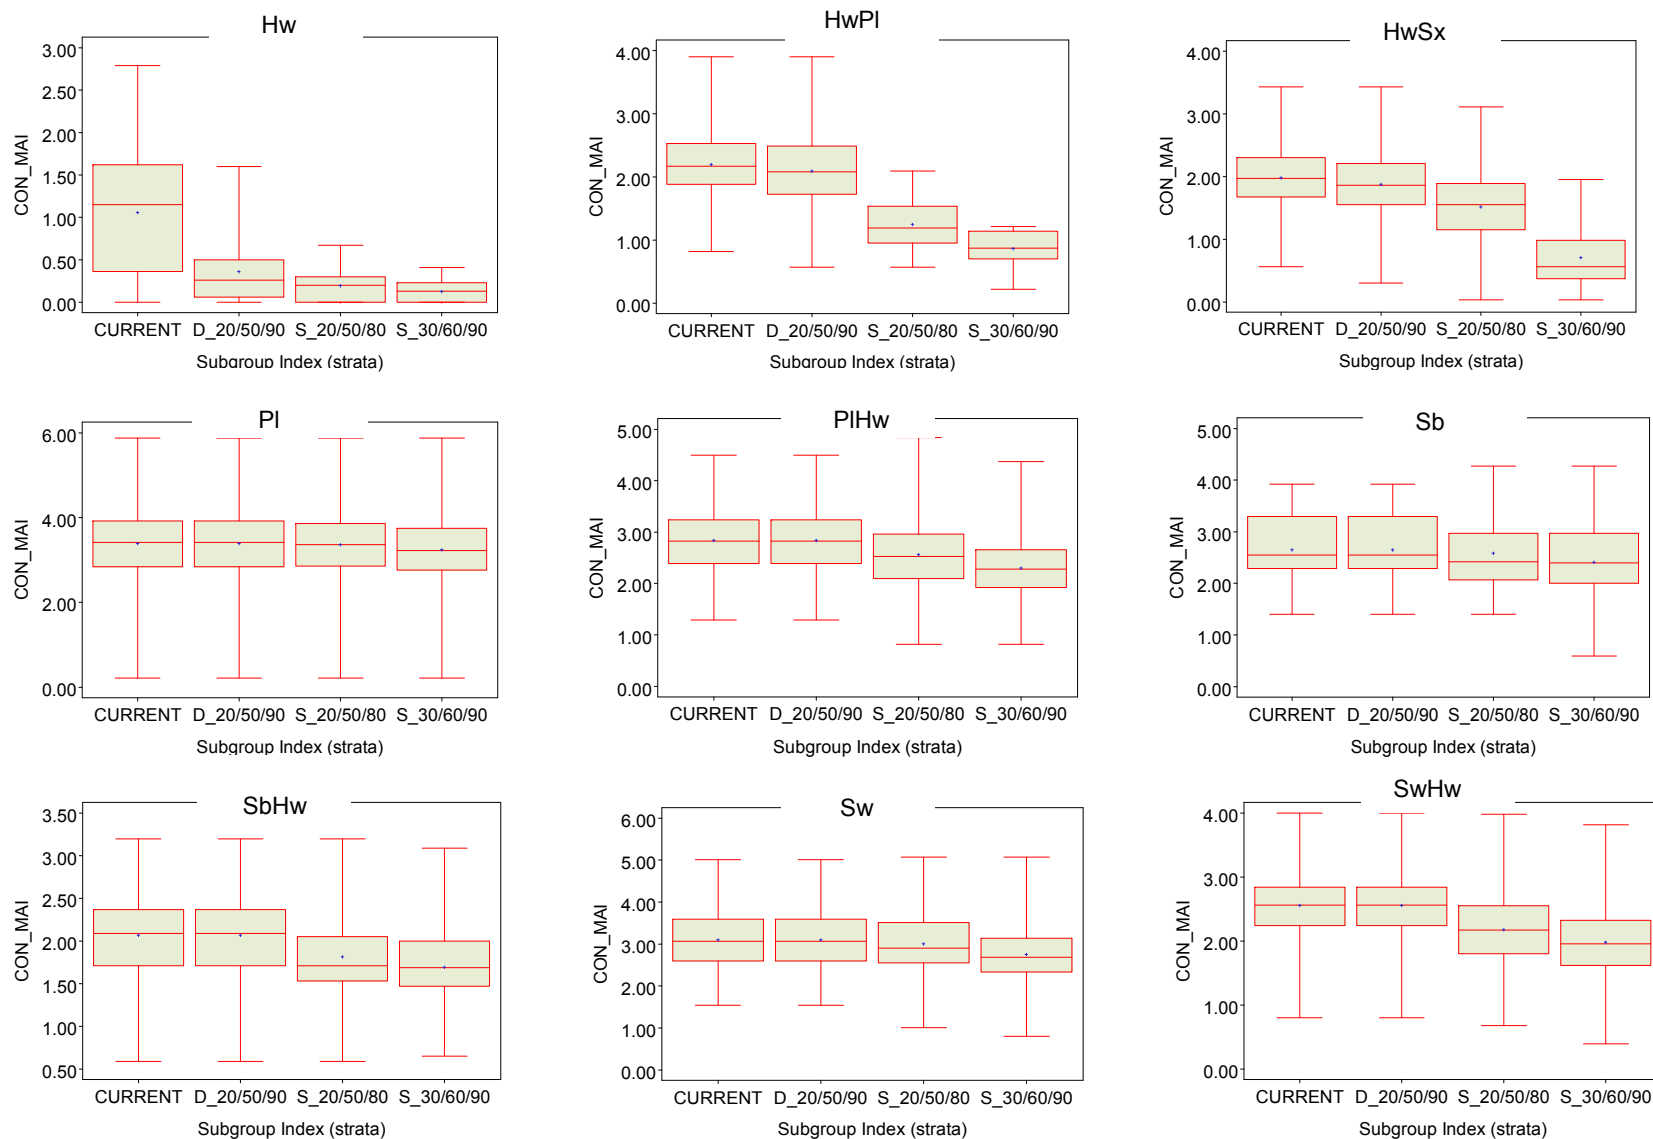 Hw
3.00
2.50
2.00
1.50
1.00
0.50
0.00
CON_MAI
CURRENT D_20/50/90 S_20/50/80 S_30/60/90
Subgroup Index (strata)
HwPl
4.00
3.00
2.00
1.00
0.00
CON_MAI
CURRENT D_20/50/90 S_20/50/80 S_30/60/90
Subgroup Index (strata)
HwSx
4.00
3.00
2.00
1.00
0.00
CON_MAI
CURRENT D_20/50/90 S_20/50/80 S_30/60/90
Subgroup Index (strata)
Pl
6.00
4.00
2.00
0.00
CON_MAI
CURRENT D_20/50/90 S_20/50/80 S_30/60/90
Subgroup Index (strata)
PlHw
5.00
4.00
3.00
2.00
1.00
0.00
CON_MAI
CURRENT D_20/50/90 S_20/50/80 S_30/60/90
Subgroup Index (strata)
Sb
5.00
4.00
3.00
2.00
1.00
0.00
CON_MAI
CURRENT D_20/50/90 S_20/50/80 S_30/60/90
Subgroup Index (strata)
SbHw
3.50
3.00
2.50
2.00
1.50
1.00
0.50
CON_MAI
CURRENT D_20/50/90 S_20/50/80 S_30/60/90
Subgroup Index (strata)
Sw
6.00
5.00
4.00
3.00
2.00
1.00
0.00
CON_MAI
CURRENT D_20/50/90 S_20/50/80 S_30/60/90
Subgroup Index (strata)
SwHw
4.00
3.00
2.00
1.00
0.00
CON_MAI
CURRENT D_20/50/90 S_20/50/80 S_30/60/90
Subgroup Index (strata)